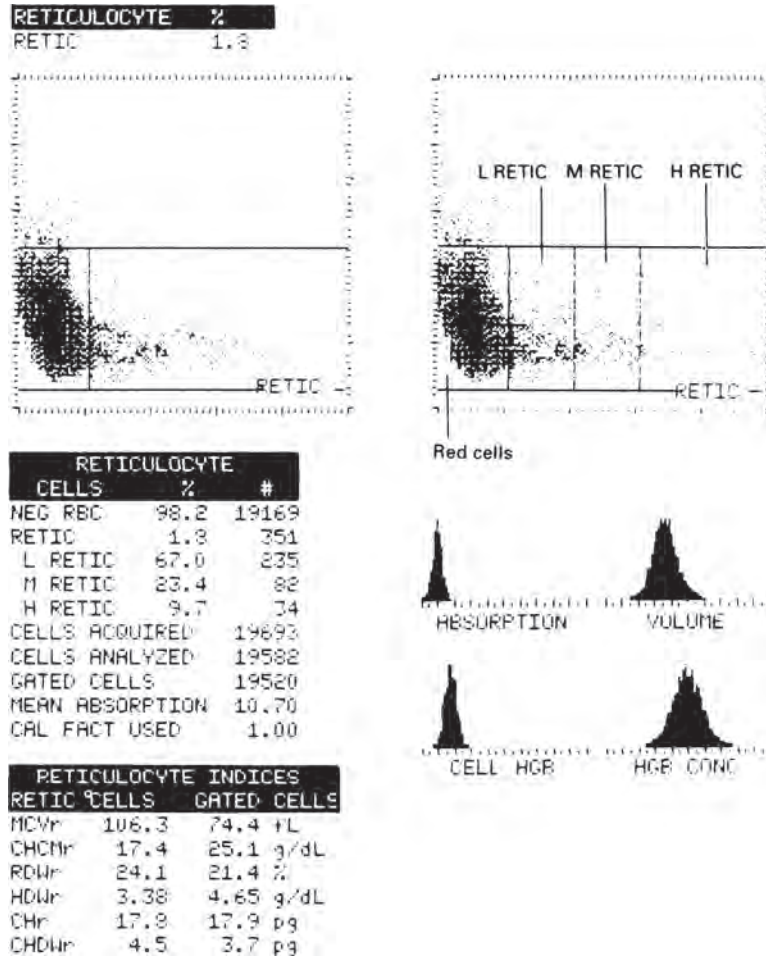 RETICULOCYTE %
RETIC 1.8
L RETIC M RETIC H RETIC
RETIC
RETIC
Red cells
RETICULOCYTE
CELLS % #
NEG RBC 98.2 19169
RETIC 1.8 351
L RETIC 67.0 235
M RETIC 23.4 82
H RETIC 9.7 34
CELLS ACQUIRED 19693
CELLS ANALYZED 19582
GATED CELLS 19520
MEAN ABSORPTION 10.70
CAL FACT USED 1.00
ABSORPTION VOLUME
CELL HGB HGB CONC
RETICULOCYTE INDICES
RETIC CELLS GATED CELLS
MCVr 106.3 74.4 fL
CHCMr 17.4 25.1 g/dL
RDWr 24.1 21.4 %
HDWr 3.38 4.65 g/dL
CHr 17.8 17.9 pg
CHDWr 4.5 3.7 pg